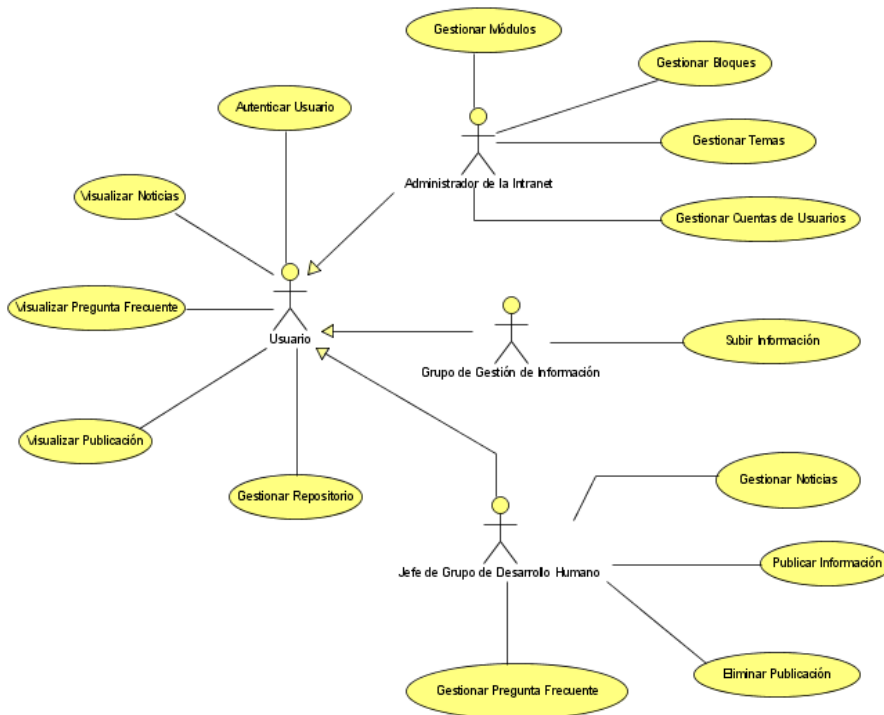 Gestionar Módulos
Gestionar Bloques
Autenticar Usuario
Gestionar Temas
Administrador de la Intranet
Visualizar Noticias
Gestionar Cuentas de Usuarios
Visualizar Pregunta Frecuente
Usuario
Subir Información
Grupo de Gestión de Información
Visualizar Publicación
Gestionar Repositorio
Gestionar Noticias
Publicar Información
Jefe de Grupo de Desarrollo Humano
Eliminar Publicación
Gestionar Pregunta Frecuente